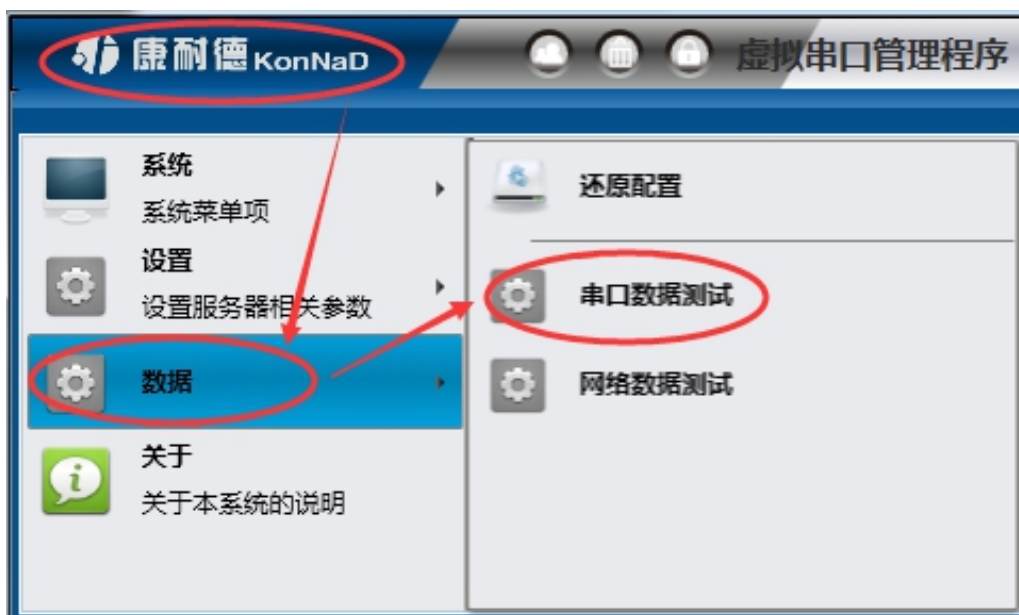 康耐德 KonNaD
虚拟串口管理程序
系统
系统菜单项
设置
设置服务器相关参数
数据
关于
关于本系统的说明
还原配置
串口数据测试
网络数据测试